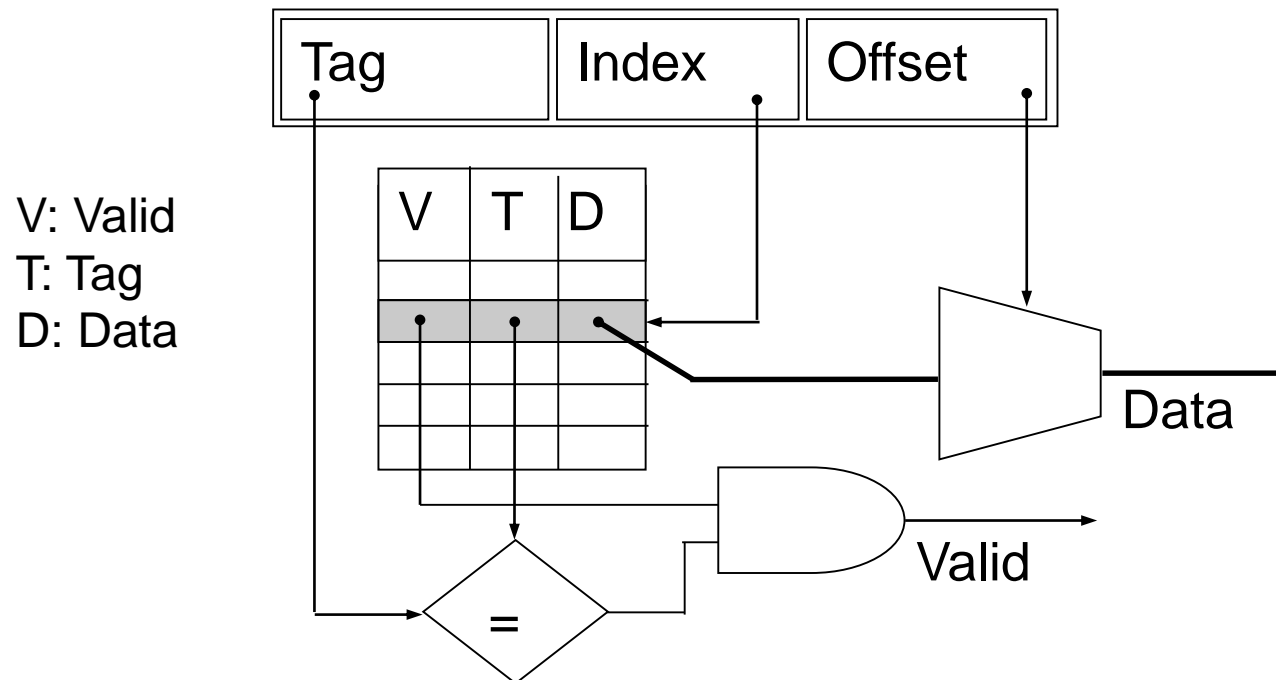 Tag Index Offset
V T D
V: Valid
T: Tag
D: Data
Data
Valid
=